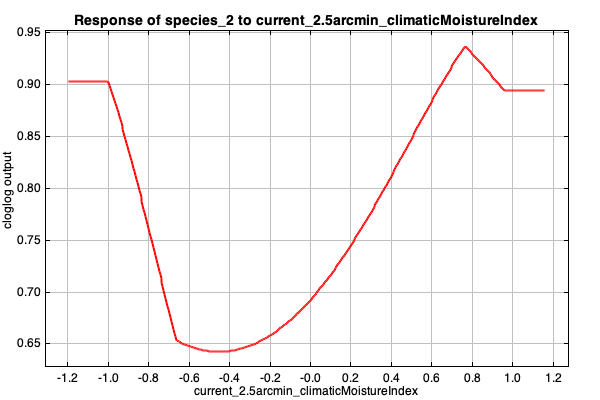 Response of species_2 to current_2.5arcmin_climaticMoistureIndex
0.95
0.90
0.85
0.80
0.75
0.70
0.65
cloglog output
-1.2 -1.0 -0.8 -0.6 -0.4 -0.2 -0.0 0.2 0.4 0.6 0.8 1.0 1.2
current_2.5arcmin_climaticMoistureIndex